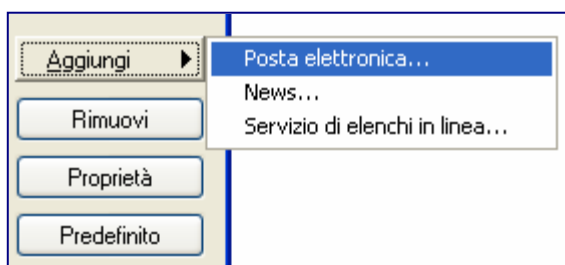 Aggiungi
Posta elettronica...
News...
Servizio di elenchi in linea...
Rimuovi
Proprietà
Predefinito